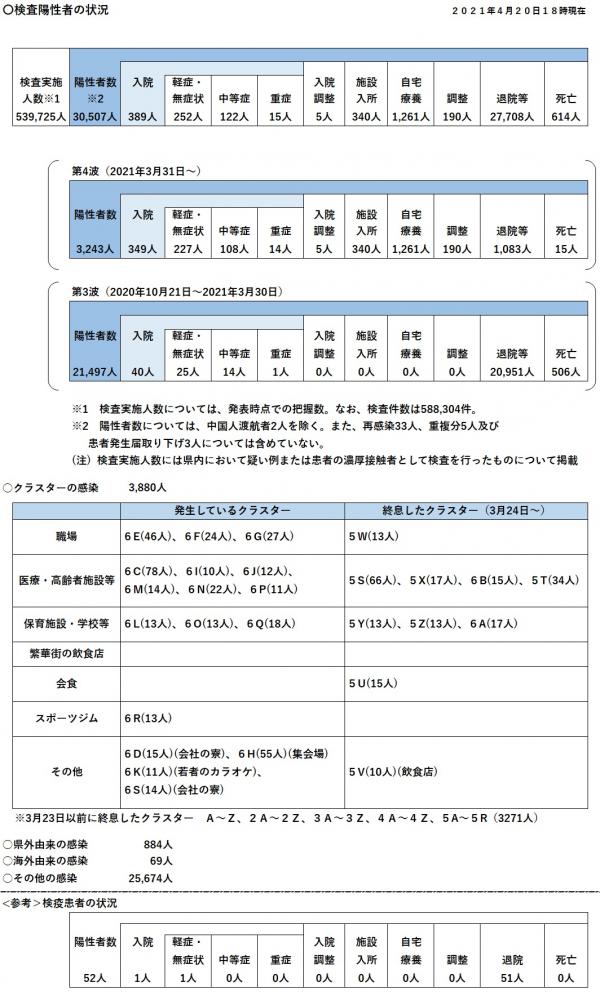 〇検査陽性者の状況
２０２１年４月２０日１８時現在
検査実施人数※1 陽性者数※2 入院 軽症・無症状 中等症 重症 入院調整 施設入所 自宅療養 調整 退院等 死亡
539,725人 30,507人 389人 252人 122人 15人 5人 340人 1,261人 190人 27,708人 614人
第4波（2021年3月31日～）
陽性者数 入院 軽症・無症状 中等症 重症 入院調整 施設入所 自宅療養 調整 退院等 死亡
3,243人 349人 227人 108人 14人 5人 340人 1,261人 190人 1,083人 15人
第3波（2020年10月21日～2021年3月30日）
陽性者数 入院 軽症・無症状 中等症 重症 入院調整 施設入所 自宅療養 調整 退院等 死亡
21,497人 40人 25人 14人 1人 0人 0人 0人 0人 20,951人 506人
※1　検査実施人数については、発表時点での把握数。なお、検査件数は588,304件。
※2　陽性者数については、中国人渡航者2人を除く。また、再感染33人、重複分5人及び
患者発生届取り下げ3人については含めていない。
（注）検査実施人数には県内において疑い例または患者の濃厚接触者として検査を行ったものについて掲載
〇クラスターの感染　3,880人
発生しているクラスター 終息したクラスター（3月24日～）
職場 ６E(46人)、６F(24人)、６G(27人) ５W(13人)
医療・高齢者施設等 ６C(78人)、６I(10人)、６J(12人)、
６M(14人)、６N(22人)、６P(11人) ５S(66人)、５X(17人)、６B(15人)、５T(34人)
保育施設・学校等 ６L(13人)、６O(13人)、６Q(18人) ５Y(13人)、５Z(13人)、６A(17人)
繁華街の飲食店
会食 ５U(15人)
スポーツジム ６R(13人)
その他 ６D(15人)(会社の寮)、６H(55人)(集会場)
６K(11人)(若者のカラオケ)、
６S(14人)(会社の寮) ５V(10人)(飲食店)
※3月23日以前に終息したクラスター　A～Z、２A～２Z、３A～３Z、４A～４Z、５A～５R（3271人）
〇県外由来の感染 884人
〇海外由来の感染 69人
〇その他の感染 25,674人
＜参考＞検疫患者の状況
陽性者数 入院 軽症・無症状 中等症 重症 入院調整 施設入所 自宅療養 調整 退院 死亡
52人 1人 1人 0人 0人 0人 0人 0人 0人 51人 0人